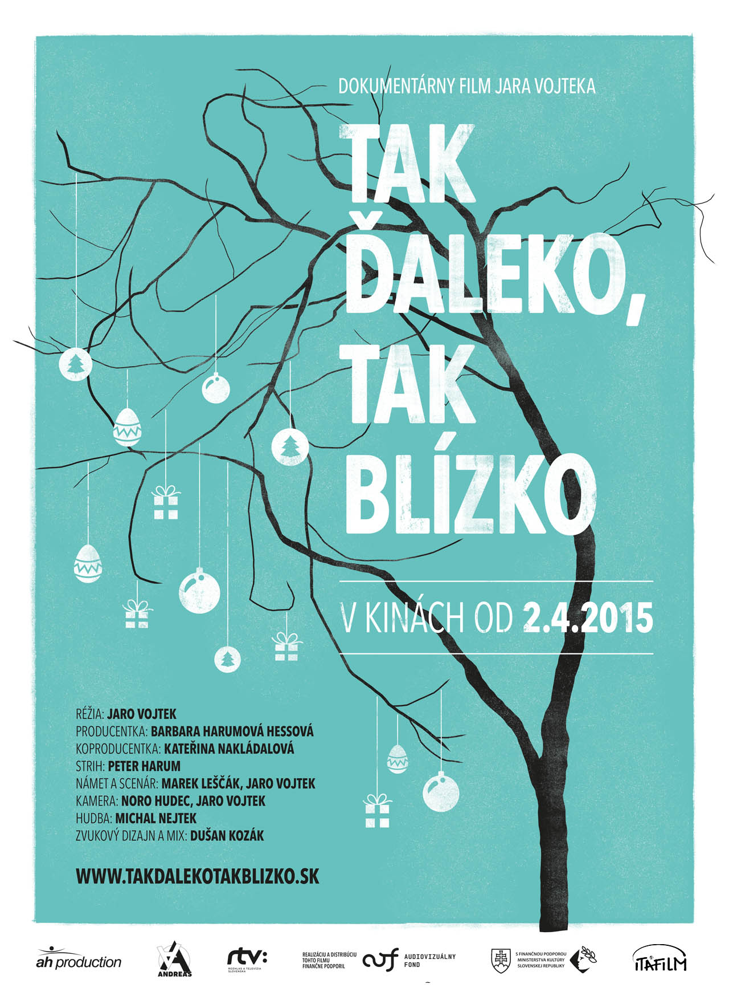 DOKUMENTÁRNY FILM JARA VOJTEKA
TAK
ĎALEKO,
TAK
BLÍZKO
V KINÁCH OD 2.4.2015
RÉŽIA: JARO VOJTEK
PRODUCENTKA: BARBARA HARUMOVÁ HESSOVÁ
KOPRODUCENTKA: KATEŘINA NAKLÁDALOVÁ
STRIH: PETER HARUM
NÁMET A SCENÁR: MAREK LEŠČÁK, JARO VOJTEK
KAMERA: NORO HUDEC, JARO VOJTEK
HUDBA: MICHAL NEJTEK
ZVUKOVÝ DIZAJN A MIX: DUŠAN KOZÁK
WWW.TAKDALEKOTAKBLIZKO.SK
ah production
ANDREAS
rtv:
ROZHLAS A TELEVÍZIA
SLOVENSKA
REALIZÁCIU A DISTRIBÚCIU
TOHTO FILMU
FINANČNE PODPORIL
avf
AUDIOVIZUÁLNY
FOND
S FINANČNOU PODPOROU
MINISTERSTVA KULTÚRY
SLOVENSKEJ REPUBLIKY
iTAFiLM